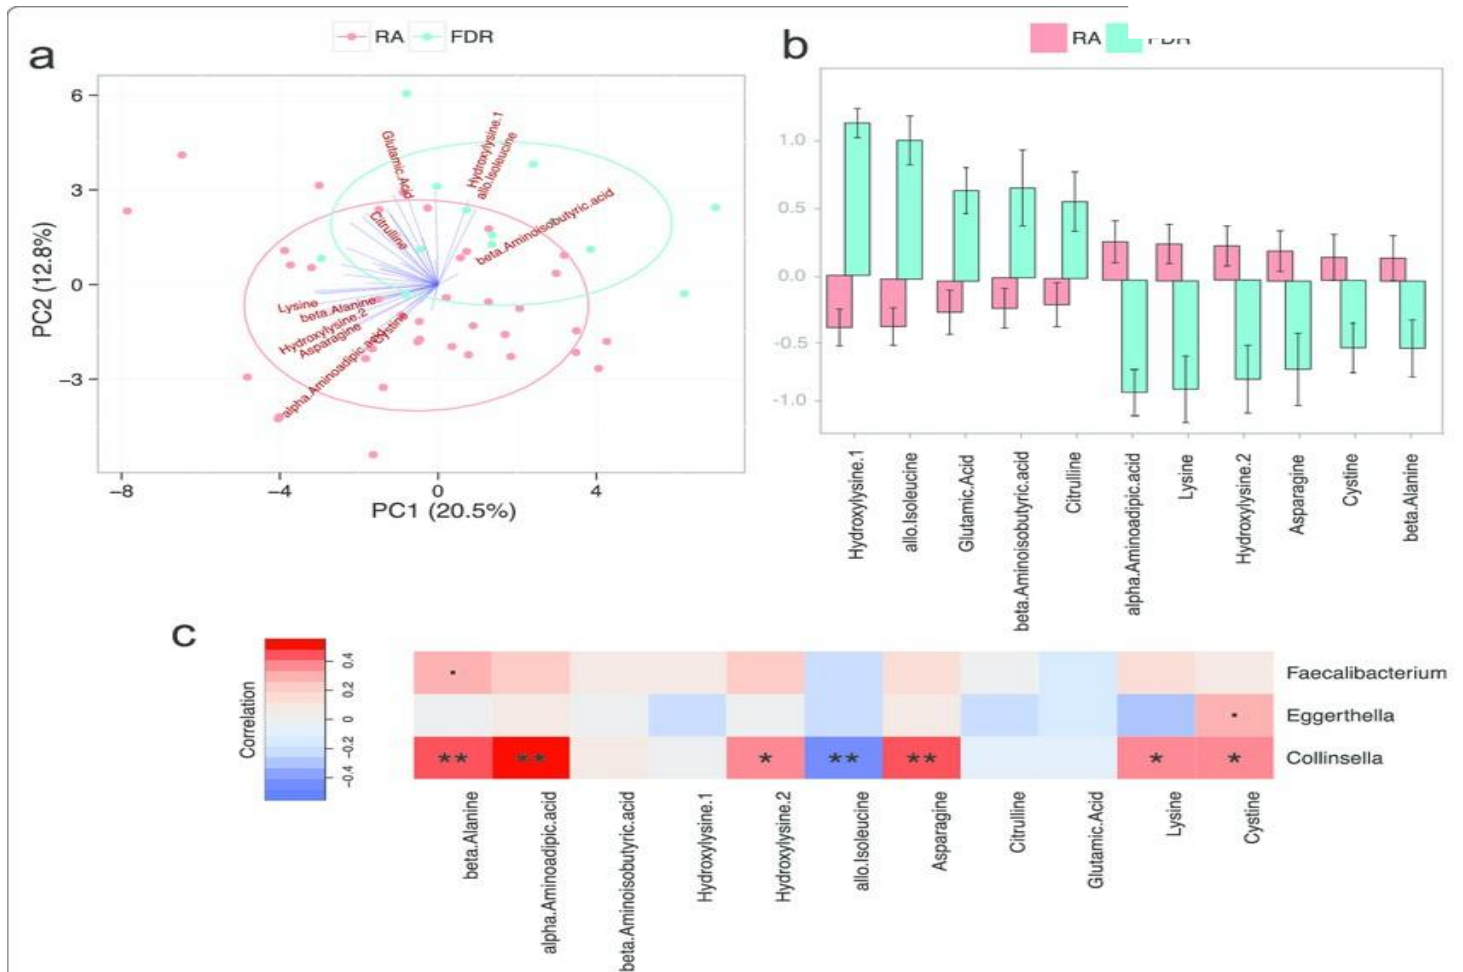 a
RA
FDR
6
3
0
−3
−8
−4
0
4
PC2 (12.8%)
PC1 (20.5%)
Glutamic.Acid
Hydroxylysine.1
allo.Isoleucine
beta.Aminoisobutyric.acid
Citrulline
Lysine
beta.Alanine
Hydroxylysine.2
Asparagine
Cystine
alpha.Aminoadipic.acid
b
RA
1.0
0.5
0.0
-0.5
-1.0
Hydroxylysine.1
allo.Isoleucine
Glutamic.Acid
beta.Aminoisobutyric.acid
Citrulline
alpha.Aminoadipic.acid
Lysine
Hydroxylysine.2
Asparagine
Cystine
beta.Alanine
c
Correlation
0.4
0.2
0
−0.2
−0.4
Faecalibacterium
Eggerthella
** ** * ** ** * * Collinsella
beta.Alanine
alpha.Aminoadipic.acid
beta.Aminoisobutyric.acid
Hydroxylysine.1
Hydroxylysine.2
allo.Isoleucine
Asparagine
Citrulline
Glutamic.Acid
Lysine
Cystine